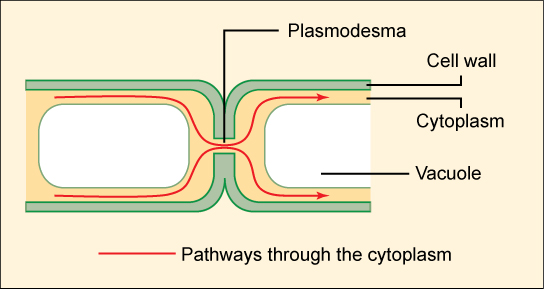 Plasmodesma
Cell wall
Cytoplasm
Vacuole
Pathways through the cytoplasm